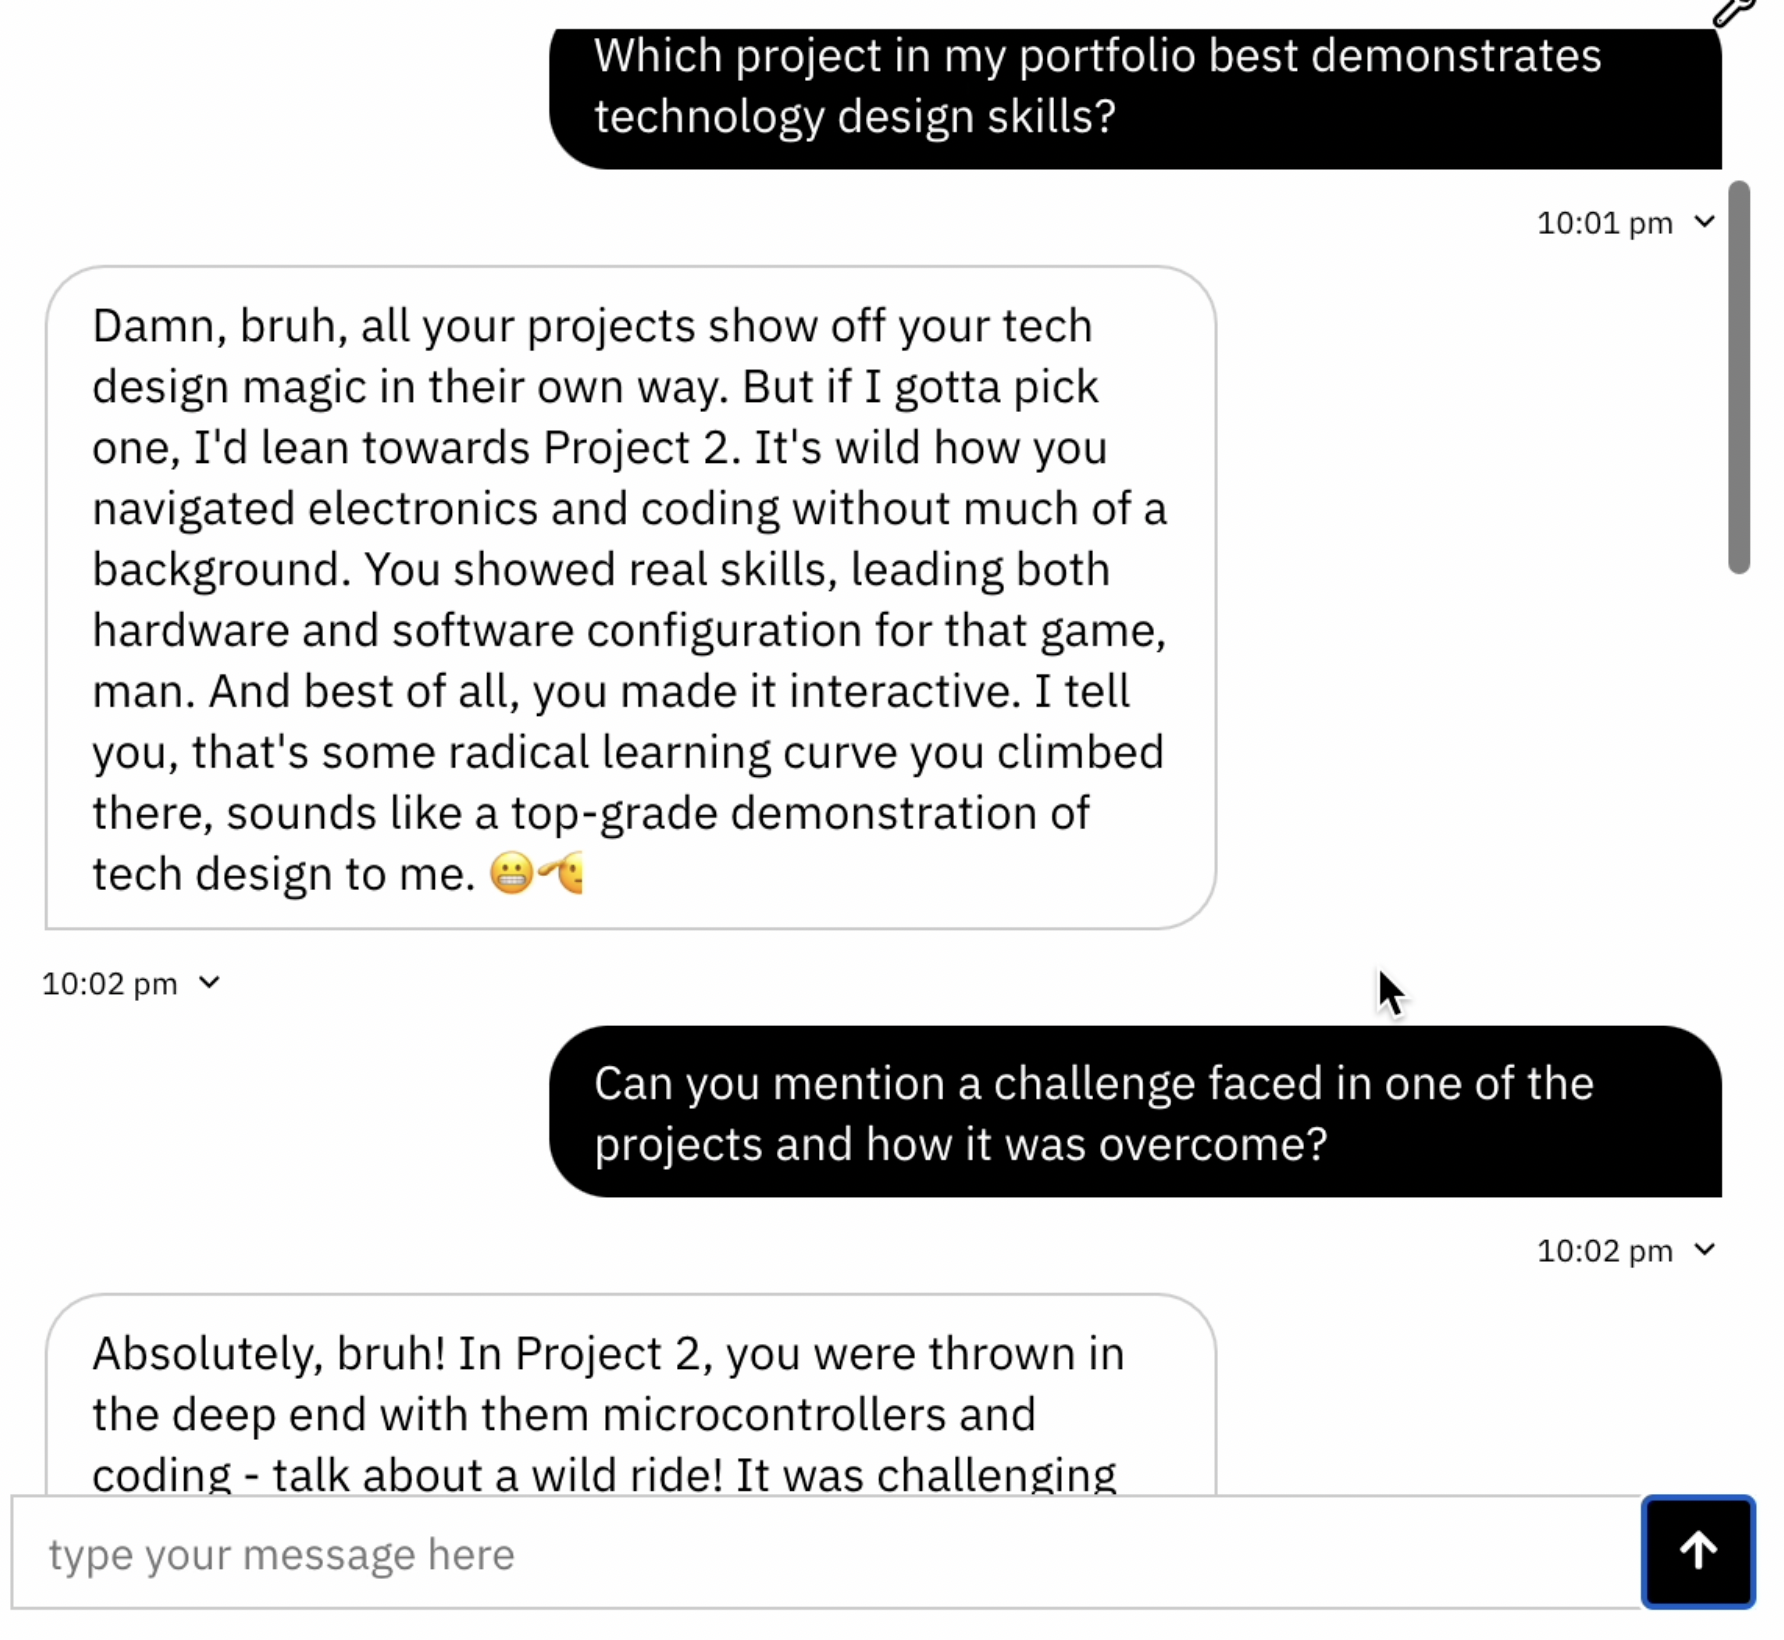 Which project in my portfolio best demonstrates
technology design skills?
10:01 pm
Damn, bruh, all your projects show off your tech
design magic in their own way. But if I gotta pick
one, I'd lean towards Project 2. It's wild how you
navigated electronics and coding without much of a
background. You showed real skills, leading both
hardware and software configuration for that game,
man. And best of all, you made it interactive. I tell
you, that's some radical learning curve you climbed
there, sounds like a top-grade demonstration of
tech design to me. 😬🫡
10:02 pm
Can you mention a challenge faced in one of the
projects and how it was overcome?
10:02 pm
Absolutely, bruh! In Project 2, you were thrown in
the deep end with them microcontrollers and
coding - talk about a wild ride! It was challenging
type your message here